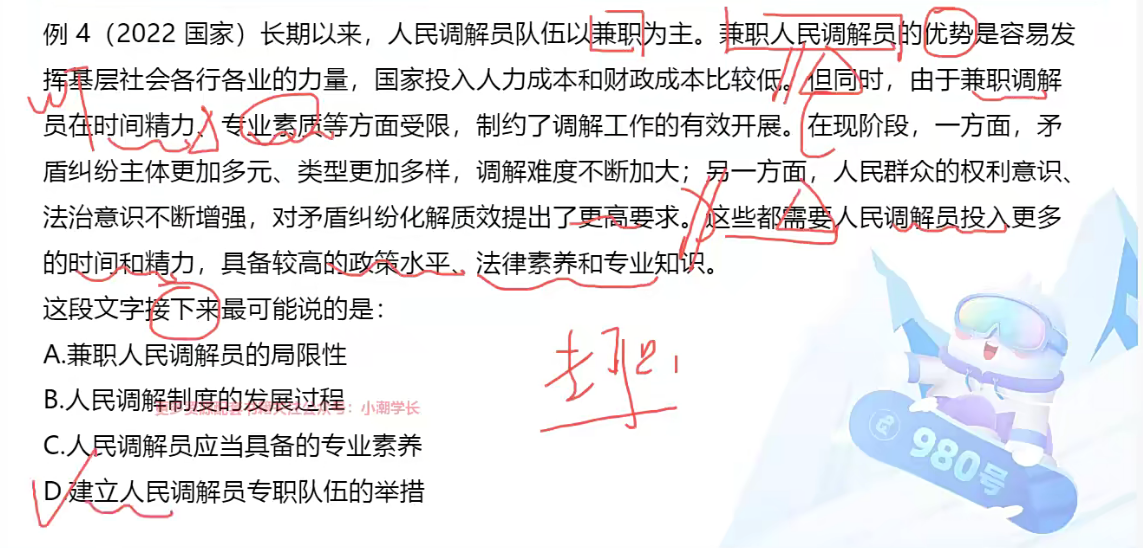 例 4（2022 国家）长期以来，人民调解员队伍以兼职为主。兼职人民调解员的优势是容易发
挥基层社会各行各业的力量，国家投入人力成本和财政成本比较低。但同时，由于兼职调解
员在时间精力、专业素质等方面受限，制约了调解工作的有效开展。在现阶段，一方面，矛
盾纠纷主体更加多元、类型更加多样，调解难度不断加大；另一方面，人民群众的权利意识、
法治意识不断增强，对矛盾纠纷化解质效提出了更高要求。这些都需要人民调解员投入更多
的时间和精力，具备较高的政策水平、法律素养和专业知识。
这段文字接下来最可能说的是：
A.兼职人民调解员的局限性
B.人民调解制度的发展过程
号：小潮学长
C.人民调解员应当具备的专业素养
D.建立人民调解员专职队伍的举措
980号